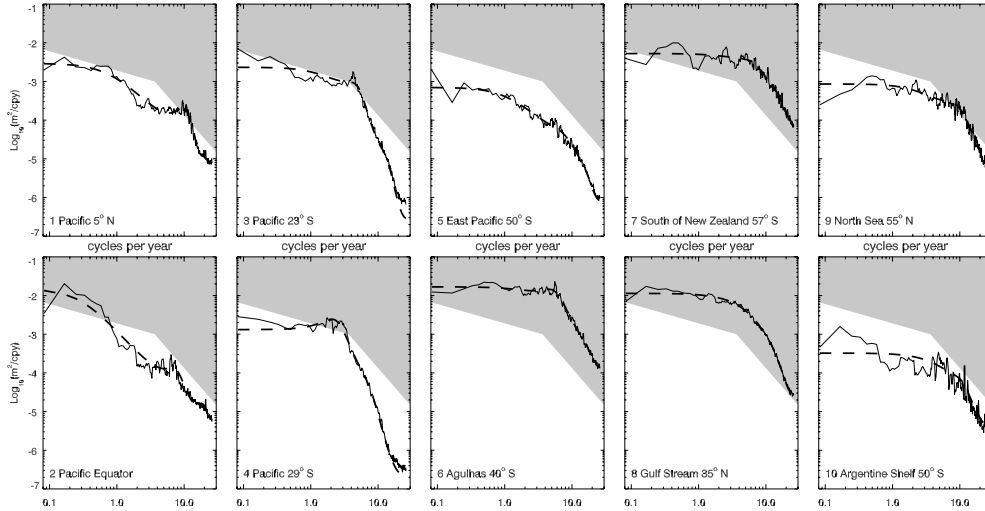 -1
-2
-3
-4
-5
-6
-7
Log₁₀(m²/cpy)
1 Pacific 5° N
3 Pacific 23° S
5 East Pacific 50° S
7 South of New Zealand 57° S
9 North Sea 55° N
cycles per year
cycles per year
cycles per year
cycles per year
cycles per year
-1
-2
-3
-4
-5
-6
-7
Log₁₀(m²/cpy)
2 Pacific Equator
4 Pacific 29° S
6 Agulhas 40° S
8 Gulf Stream 35° N
10 Argentine Shelf 50° S
0.1 1.0 10.0
0.1 1.0 10.0
0.1 1.0 10.0
0.1 1.0 10.0
0.1 1.0 10.0